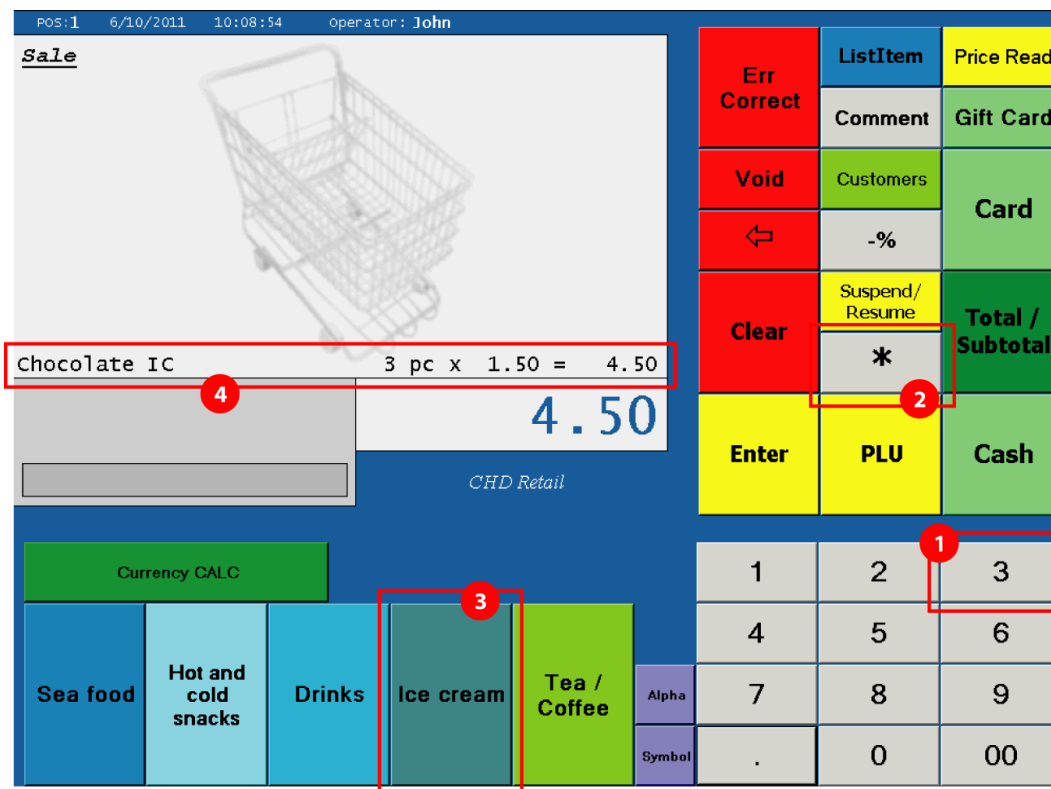 POS:1 6/10/2011 10:08:54 Operator: John
Sale
Chocolate IC 3 pc x 1.50 = 4.50
4
4.50
CHD Retail
Err
Correct
ListItem
Price Read
Comment
Gift Card
Void
Customers
Card
⇦
-%
Clear
Suspend/
Resume
Total /
Subtotal
*
2
Enter
PLU
Cash
Currency CALC
3
Sea food
Hot and
cold
snacks
Drinks
Ice cream
Tea /
Coffee
Alpha
Symbol
1
1 2 3
4 5 6
7 8 9
. 0 00